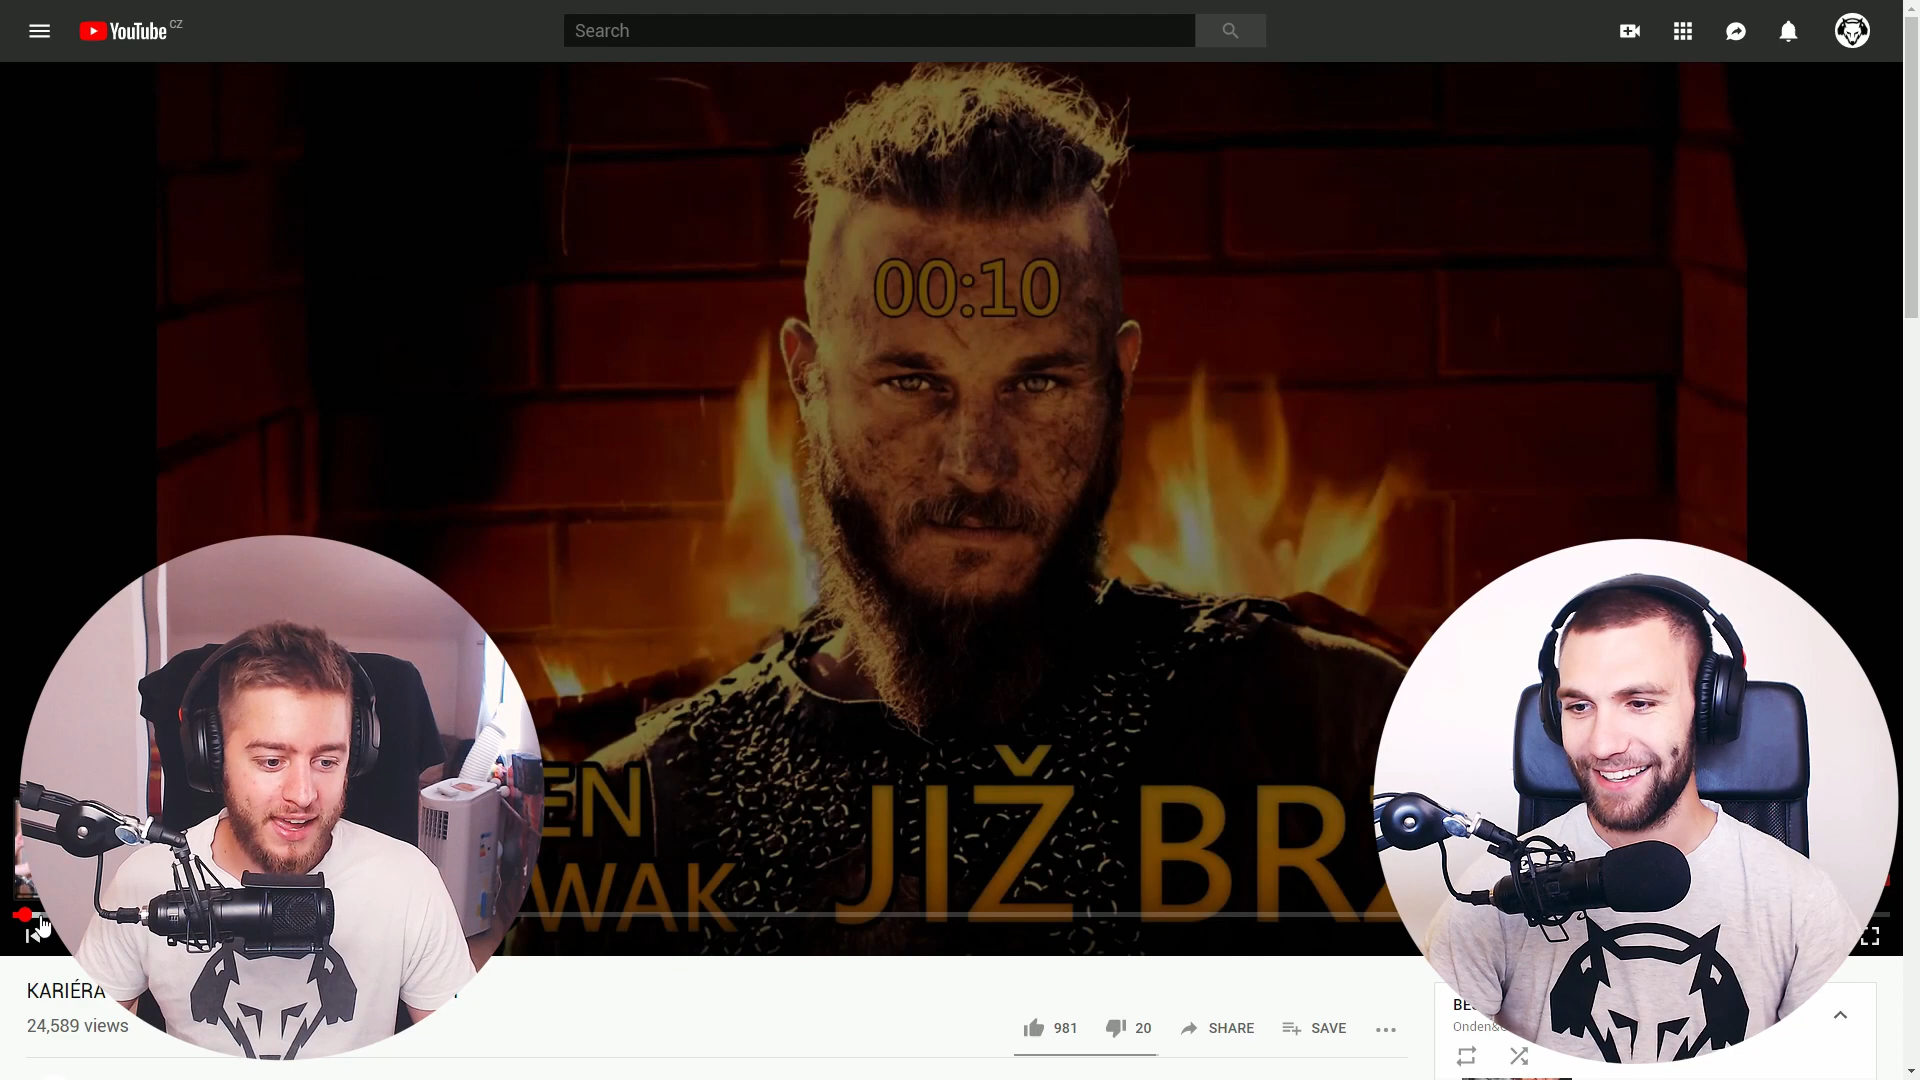 YouTube CZ
Search
00:10
EN
WAK
JIŽ BR
KARIÉRA
24,589 views
981
20
SHARE
SAVE
Onden&